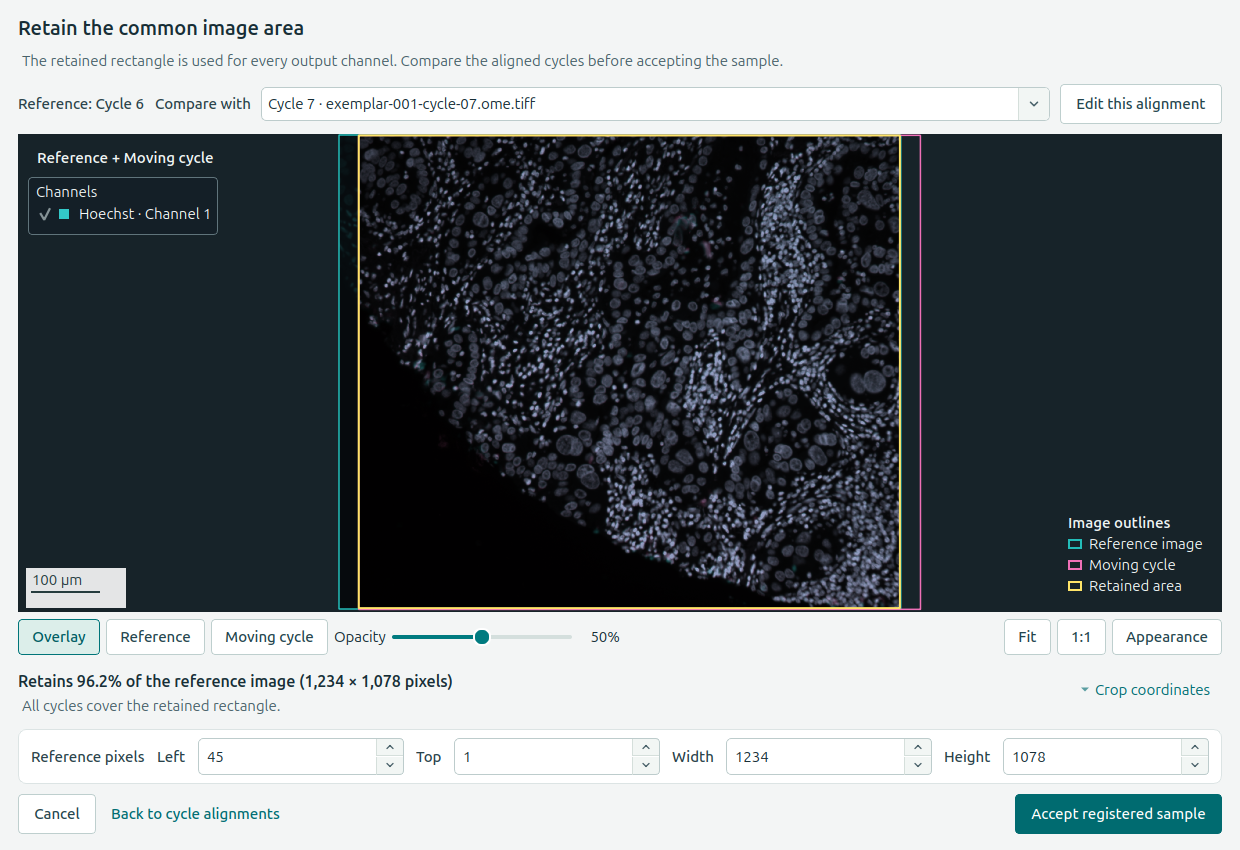 Retain the common image area
The retained rectangle is used for every output channel. Compare the aligned cycles before accepting the sample.
Reference: Cycle 6 Compare with Cycle 7 · exemplar-001-cycle-07.ome.tiff Edit this alignment
Reference + Moving cycle
Channels
Hoechst · Channel 1
Image outlines
Reference image
Moving cycle
Retained area
100 µm
Overlay Reference Moving cycle Opacity 50% Fit 1:1 Appearance
Retains 96.2% of the reference image (1,234 × 1,078 pixels)
Crop coordinates
All cycles cover the retained rectangle.
Reference pixels Left 45 Top 1 Width 1234 Height 1078
Cancel Back to cycle alignments Accept registered sample